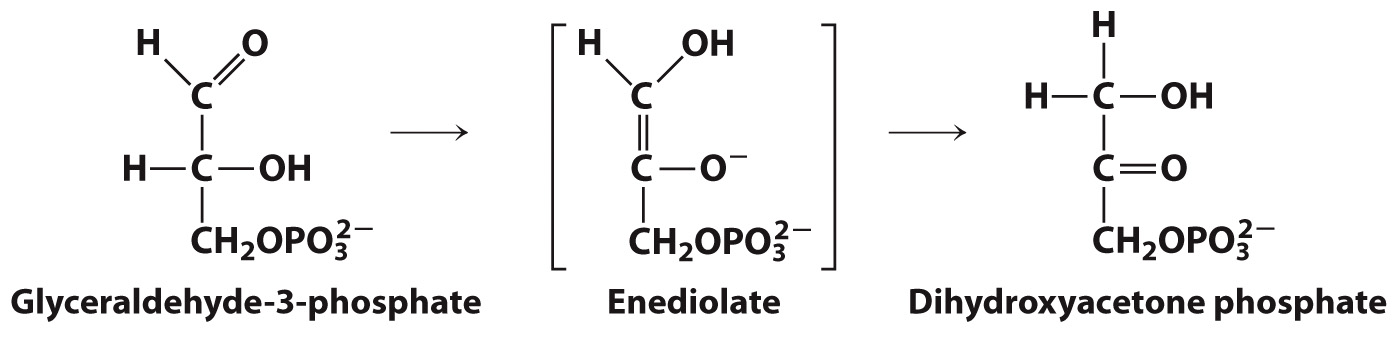 H O
C
H—C—OH
CH₂OPO₃²⁻
Glyceraldehyde-3-phosphate
H OH
C
C—O⁻
CH₂OPO₃²⁻
Enediolate
H
H—C—OH
C=O
CH₂OPO₃²⁻
Dihydroxyacetone phosphate